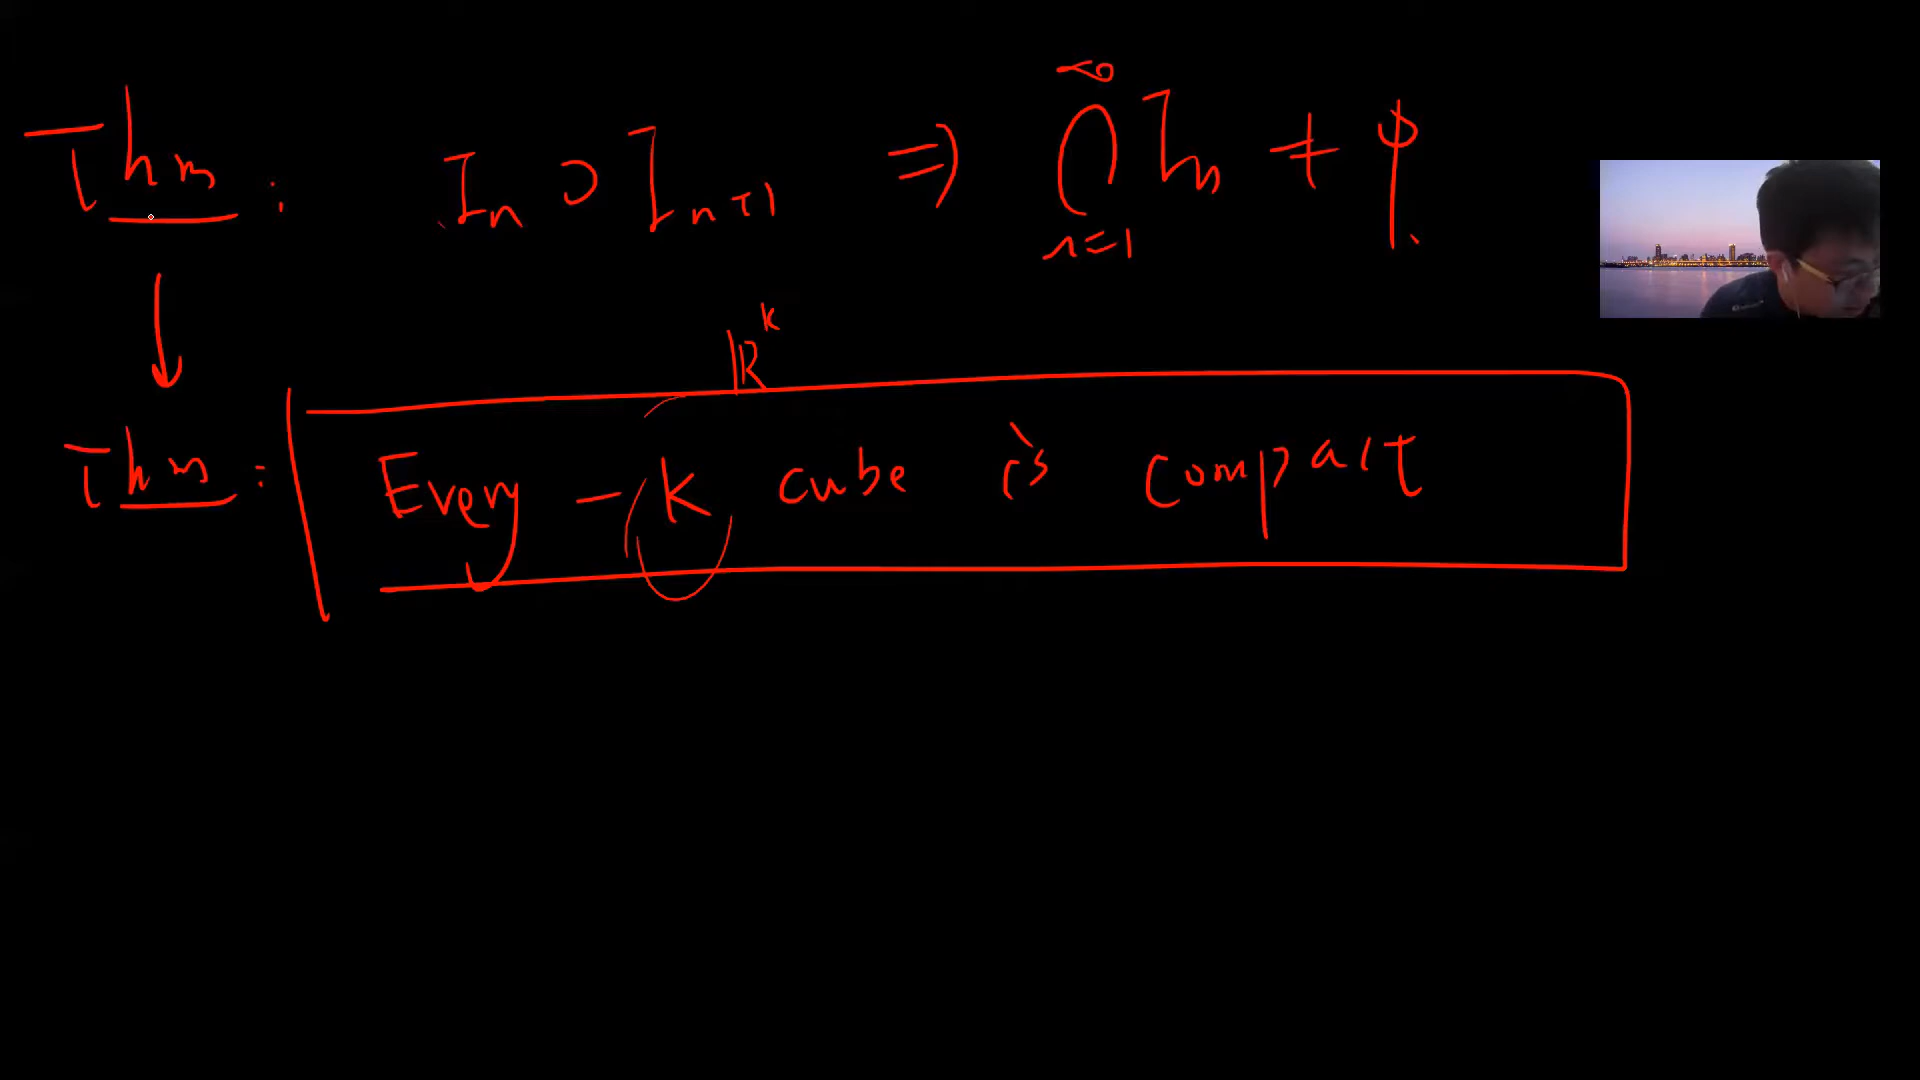 Thm: Iₙ ⊃ Iₙ₊₁ ⇒ ⋂ₙ₌₁^∞ Iₙ ≠ φ.
↓
ℝᵏ
Thm: Every - K cube is compact